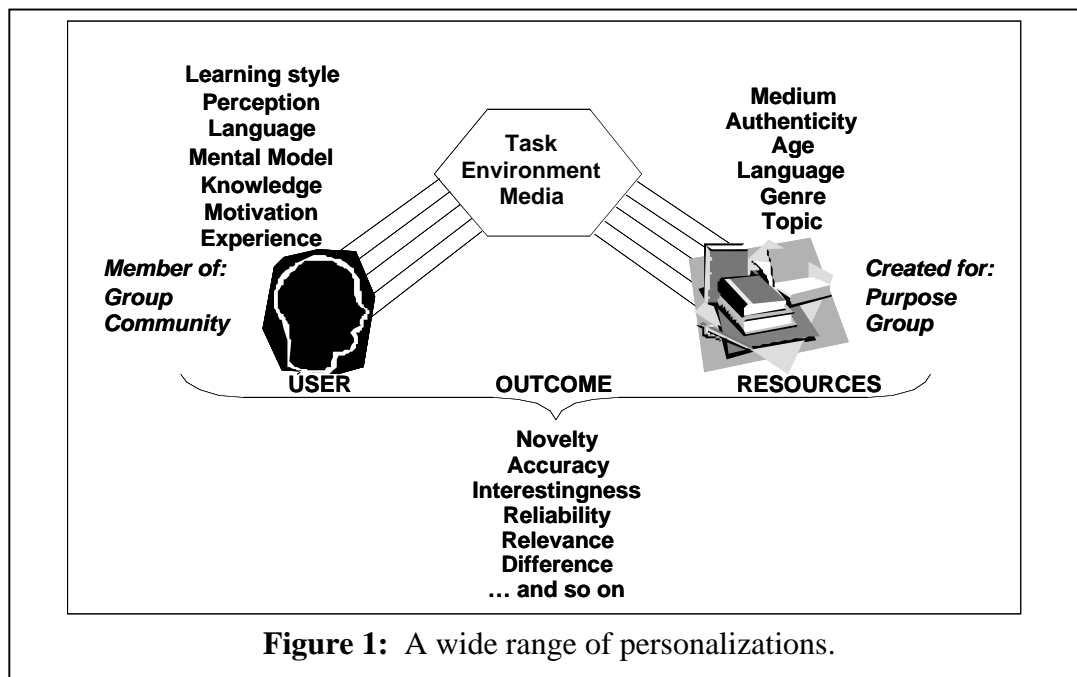 Learning style
Perception
Language
Mental Model
Knowledge
Motivation
Experience
Member of:
Group
Community
Task
Environment
Media
Medium
Authenticity
Age
Language
Genre
Topic
Created for:
Purpose
Group
USER
OUTCOME
RESOURCES
Novelty
Accuracy
Interestingness
Reliability
Relevance
Difference
… and so on
Figure 1: A wide range of personalizations.